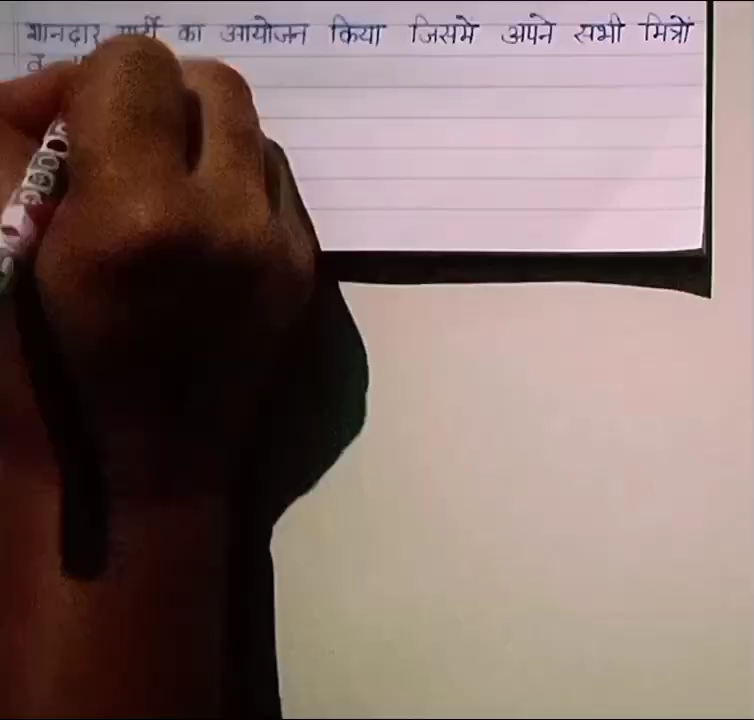 शानदार पार्टी का आयोजन किया जिसमें अपने सभी मित्रों
व